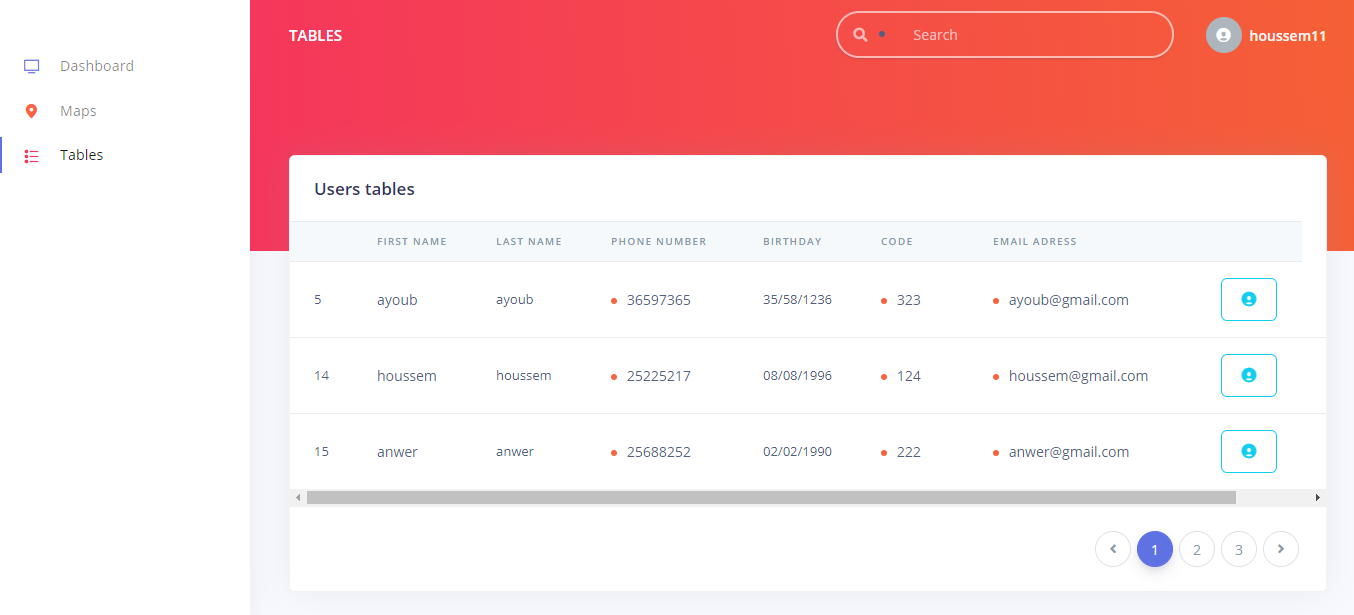 TABLES
Search
houssem11
Dashboard
Maps
Tables
Users tables
FIRST NAME LAST NAME PHONE NUMBER BIRTHDAY CODE EMAIL ADRESS
5 ayoub ayoub 36597365 35/58/1236 323 ayoub@gmail.com
14 houssem houssem 25225217 08/08/1996 124 houssem@gmail.com
15 anwer anwer 25688252 02/02/1990 222 anwer@gmail.com
1 2 3